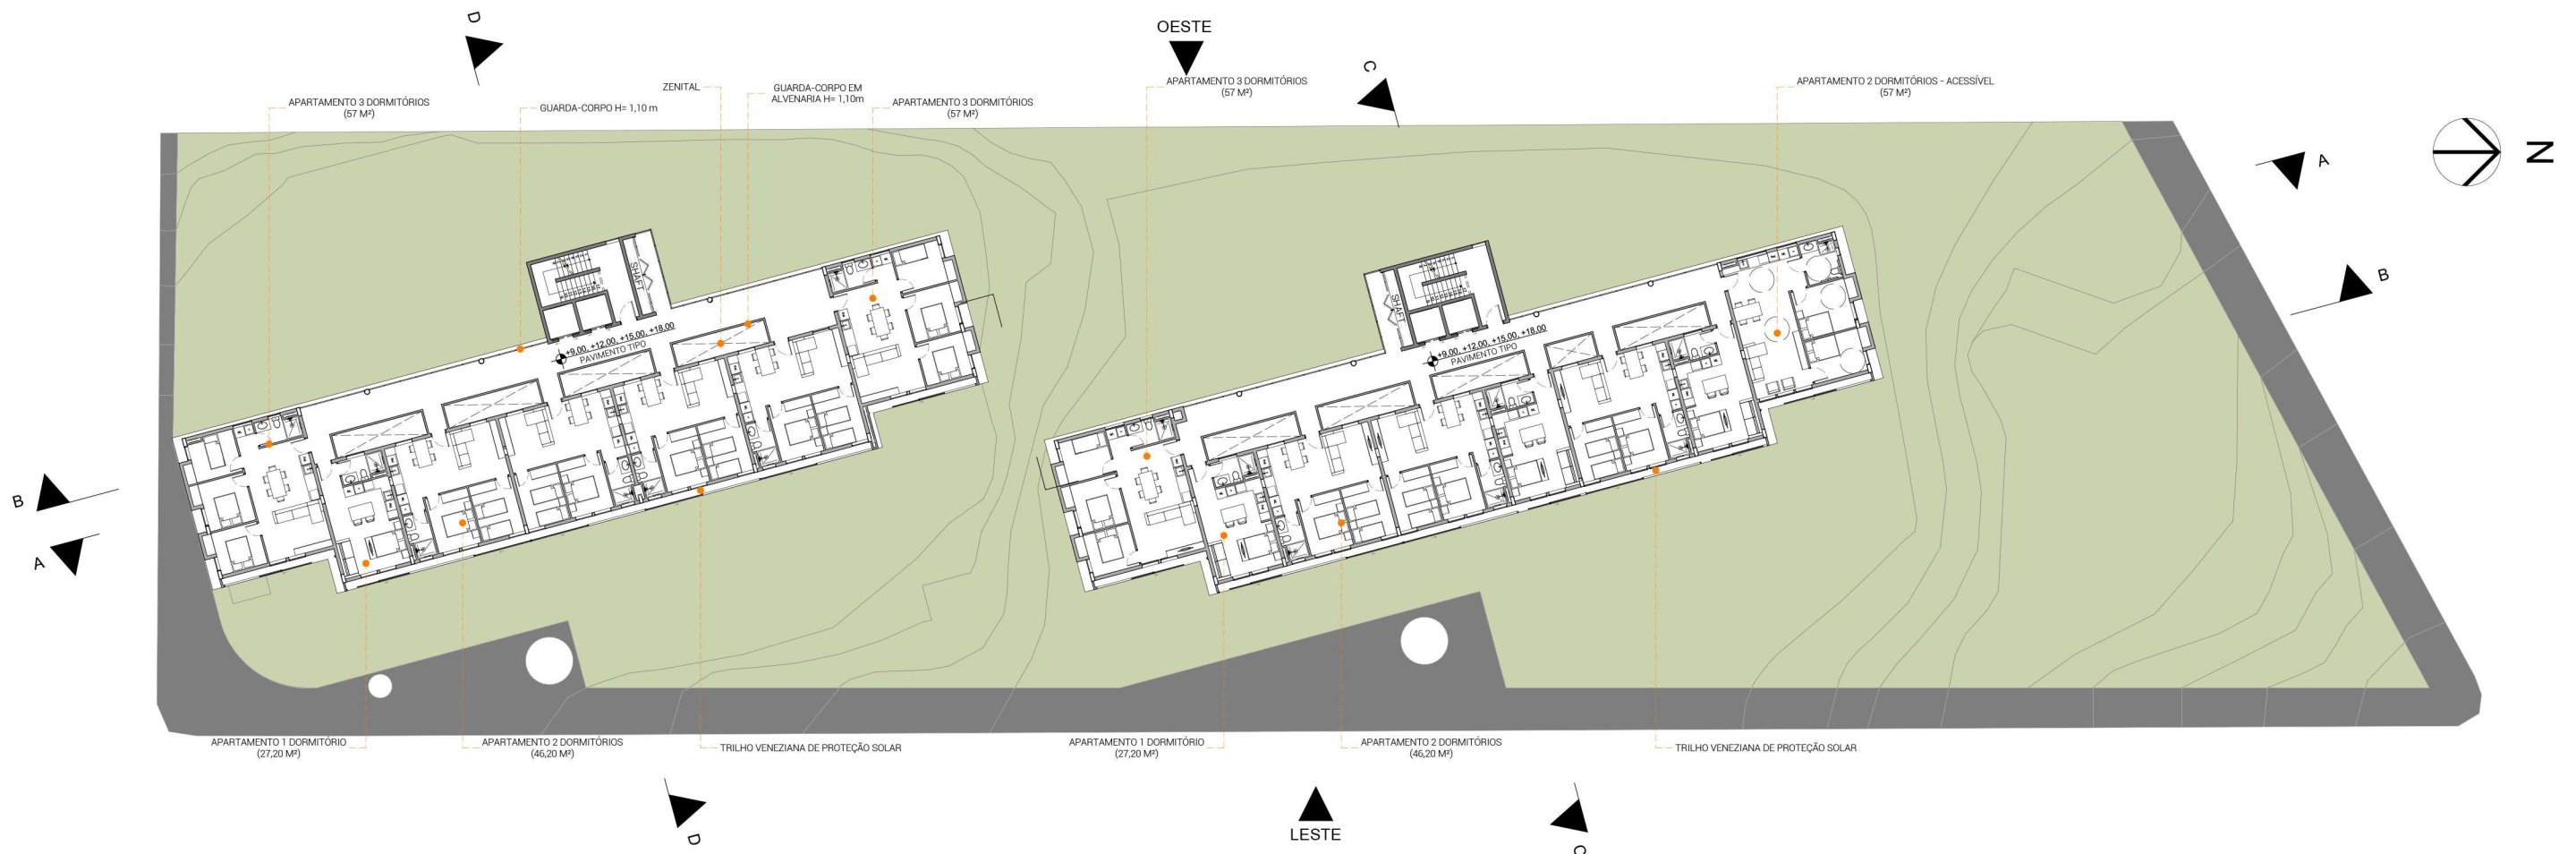 D
OESTE
C
ZENITAL
GUARDA-CORPO EM
ALVENARIA H= 1,10m
APARTAMENTO 3 DORMITÓRIOS
(57 M²)
GUARDA-CORPO H= 1,10 m
APARTAMENTO 3 DORMITÓRIOS
(57 M²)
APARTAMENTO 3 DORMITÓRIOS
(57 M²)
APARTAMENTO 2 DORMITÓRIOS - ACESSÍVEL
(57 M²)
N
A
B
SHAFT
+9.00, +12.00, +15.00, +18.00
PAVIMENTO TIPO
SHAFT
+9.00, +12.00, +15.00, +18.00
PAVIMENTO TIPO
B
A
APARTAMENTO 1 DORMITÓRIO
(27,20 M²)
APARTAMENTO 2 DORMITÓRIOS
(46,20 M²)
TRILHO VENEZIANA DE PROTEÇÃO SOLAR
APARTAMENTO 1 DORMITÓRIO
(27,20 M²)
APARTAMENTO 2 DORMITÓRIOS
(46,20 M²)
TRILHO VENEZIANA DE PROTEÇÃO SOLAR
D
LESTE